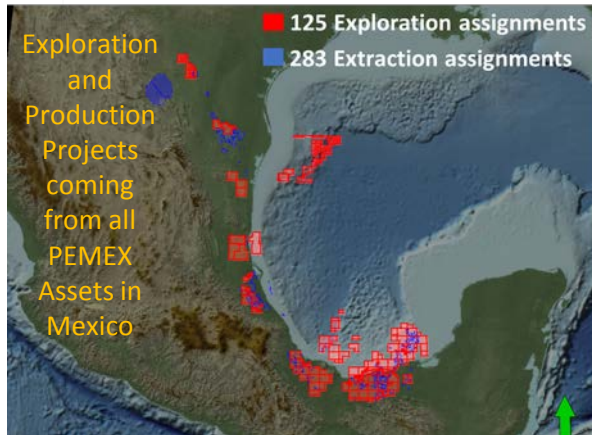 Exploration
and
Production
Projects
coming
from all
PEMEX
Assets in
Mexico
125 Exploration assignments
283 Extraction assignments